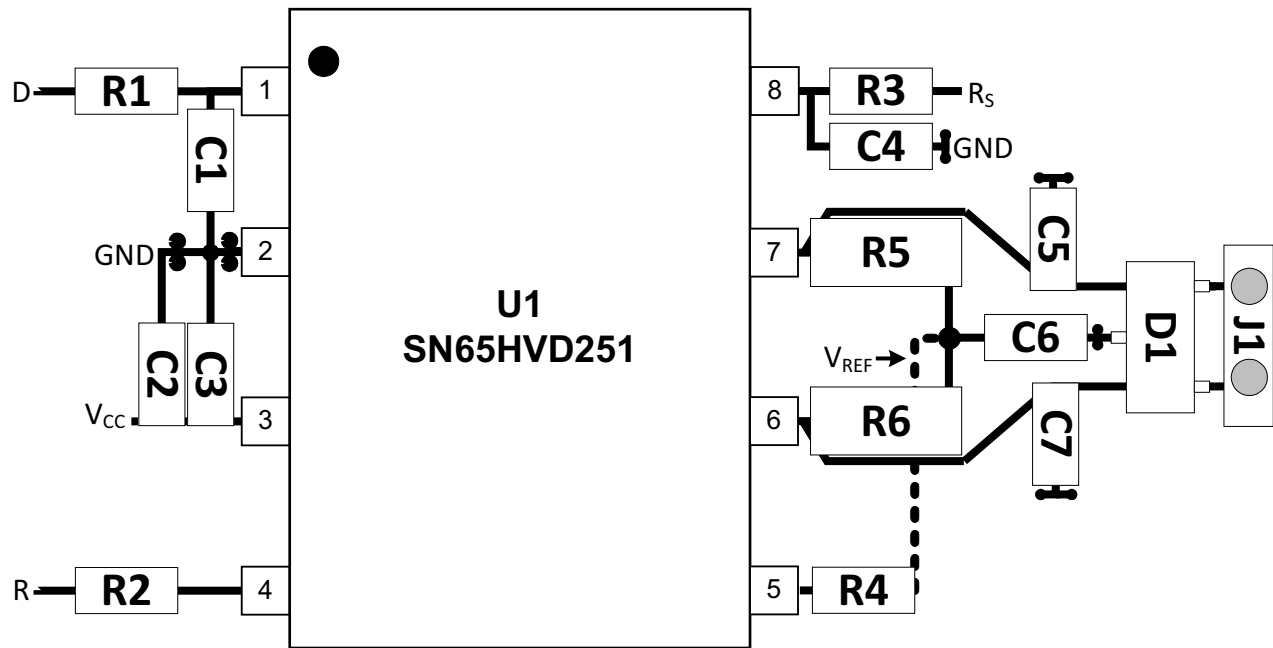 D
R1
1
8
R3
RS
C1
C4
GND
C5
GND
2
7
R5
U1
SN65HVD251
D1
J1
C6
VREF
C2
C3
VCC
3
6
R6
C7
R
R2
4
5
R4